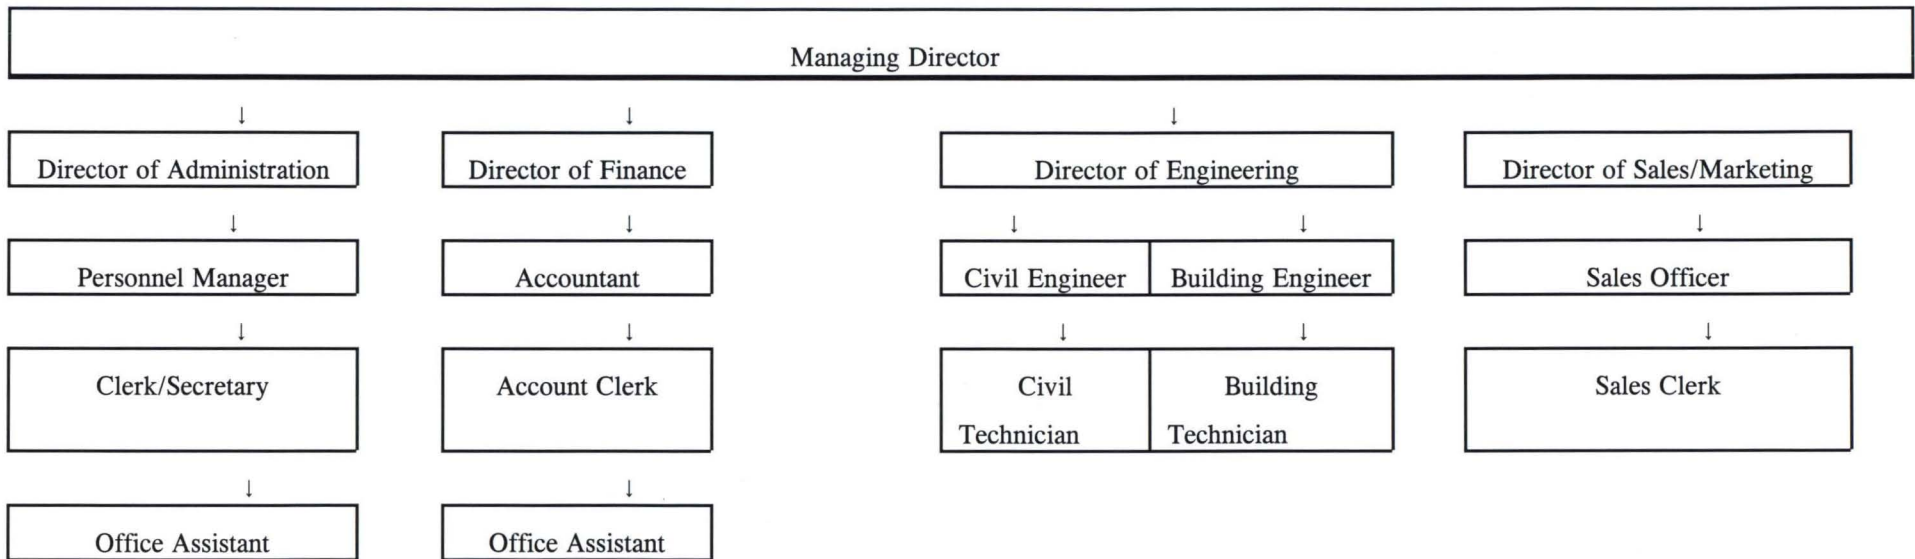 Managing Director
↓ ↓ ↓
Director of Administration Director of Finance Director of Engineering Director of Sales/Marketing
↓ ↓ ↓ ↓ ↓
Personnel Manager Accountant Civil Engineer Building Engineer Sales Officer
↓ ↓ ↓ ↓ ↓
Clerk/Secretary Account Clerk Civil Building Sales Clerk
Technician Technician
↓ ↓
Office Assistant Office Assistant